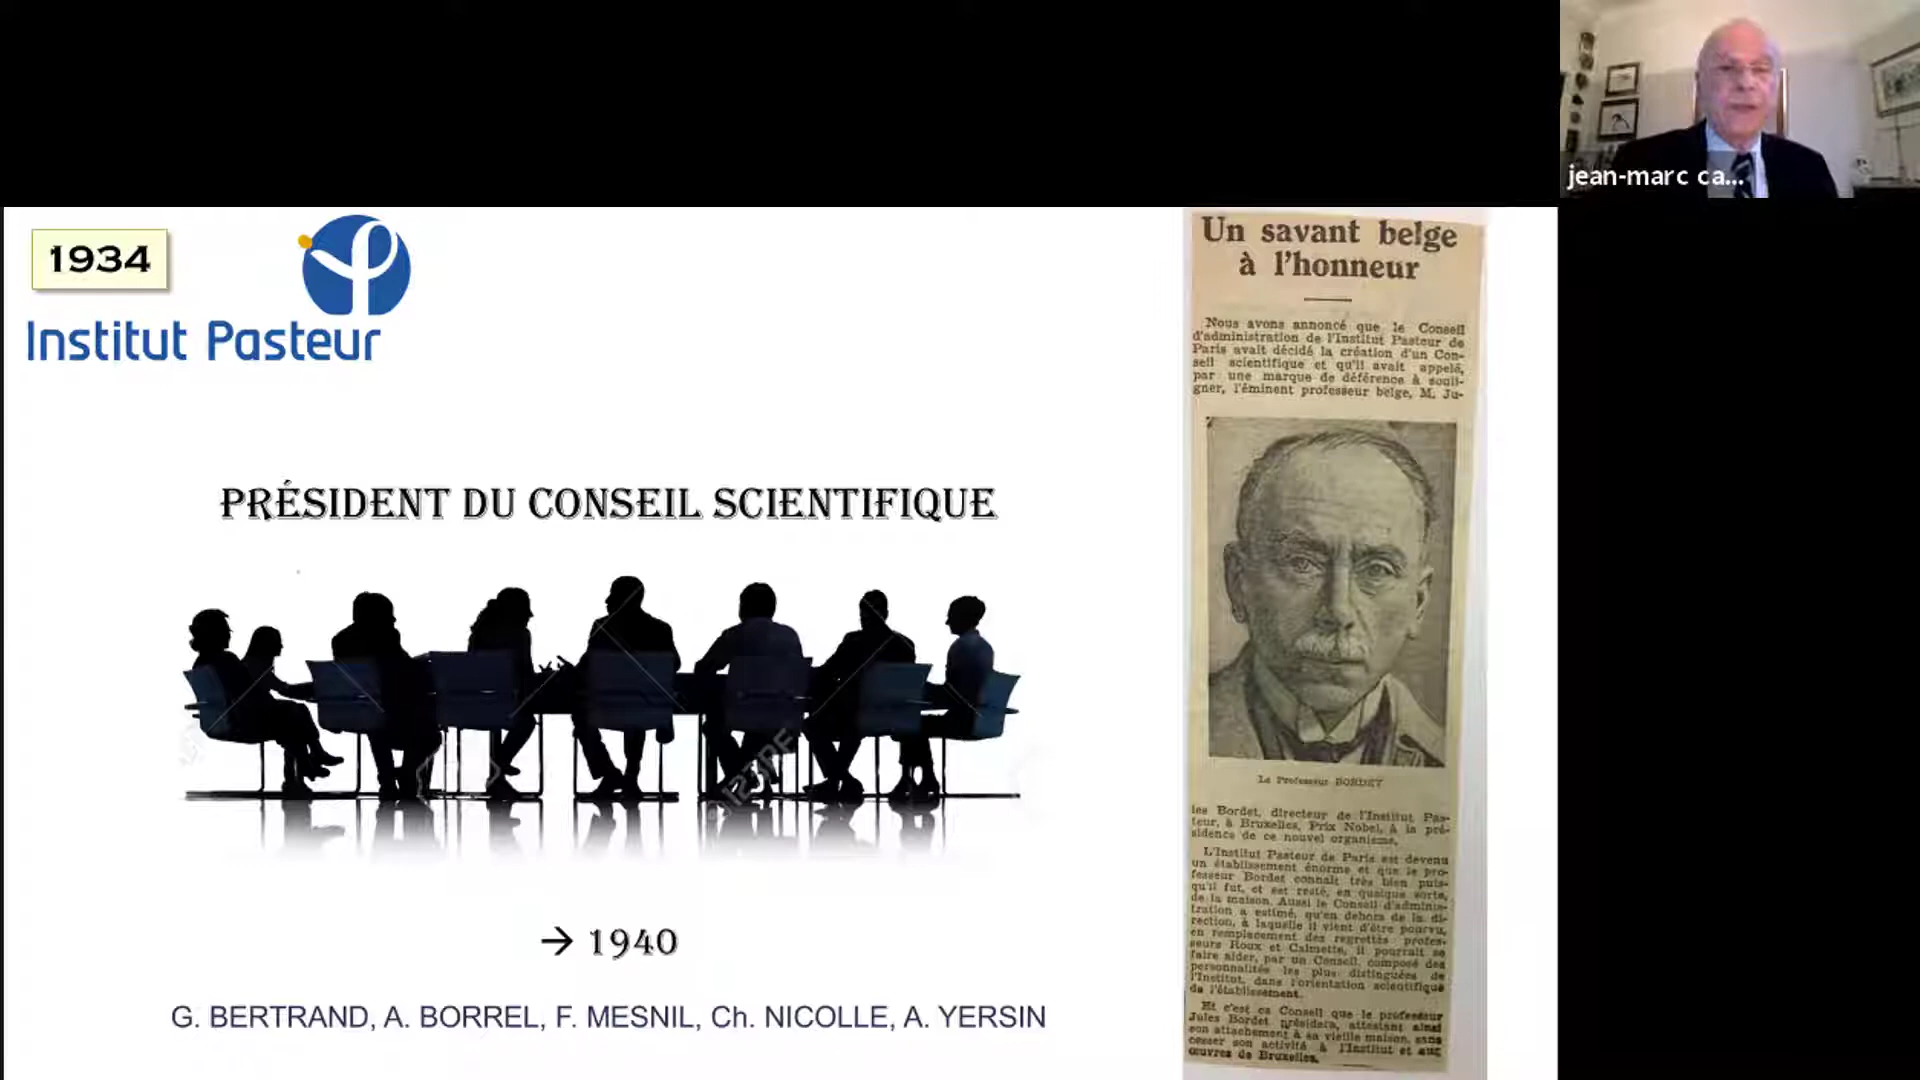 jean-marc ca...
1934
Institut Pasteur
PRÉSIDENT DU CONSEIL SCIENTIFIQUE
123RF
→ 1940
G. BERTRAND, A. BORREL, F. MESNIL, Ch. NICOLLE, A. YERSIN
Un savant belge
à l'honneur
Nous avons annoncé que le Conseil
d'administration de l'Institut Pasteur de
Paris avait décidé la création d'un Con-
seil scientifique et qu'il avait appelé,
par une marque de déférence à souli-
gner, l'éminent professeur belge, M. Ju-
Le Professeur BORDET
les Bordet, directeur de l'Institut Pas-
teur, à Bruxelles, Prix Nobel, à la pré-
sidence de ce nouvel organisme.
L'Institut Pasteur de Paris est devenu
un établissement énorme et que le pro-
fesseur Bordet connaît très bien puis-
qu'il fut, et est resté, en quelque sorte,
de la maison. Aussi le Conseil d'adminis-
tration a estimé, qu'en dehors de la di-
rection, à laquelle il vient d'être pourvu,
en remplacement des regrettés profes-
seurs Roux et Calmette, il pourrait se
faire aider, par un Conseil, composé des
personnalités les plus distinguées de
l'Institut, dans l'orientation scientifique
de l'établissement.
Et c'est ce Conseil que le professeur
Jules Bordet présidera, attestant ainsi
son attachement à sa vieille maison, sans
cesser son activité à l'Institut et aux
œuvres de Bruxelles.